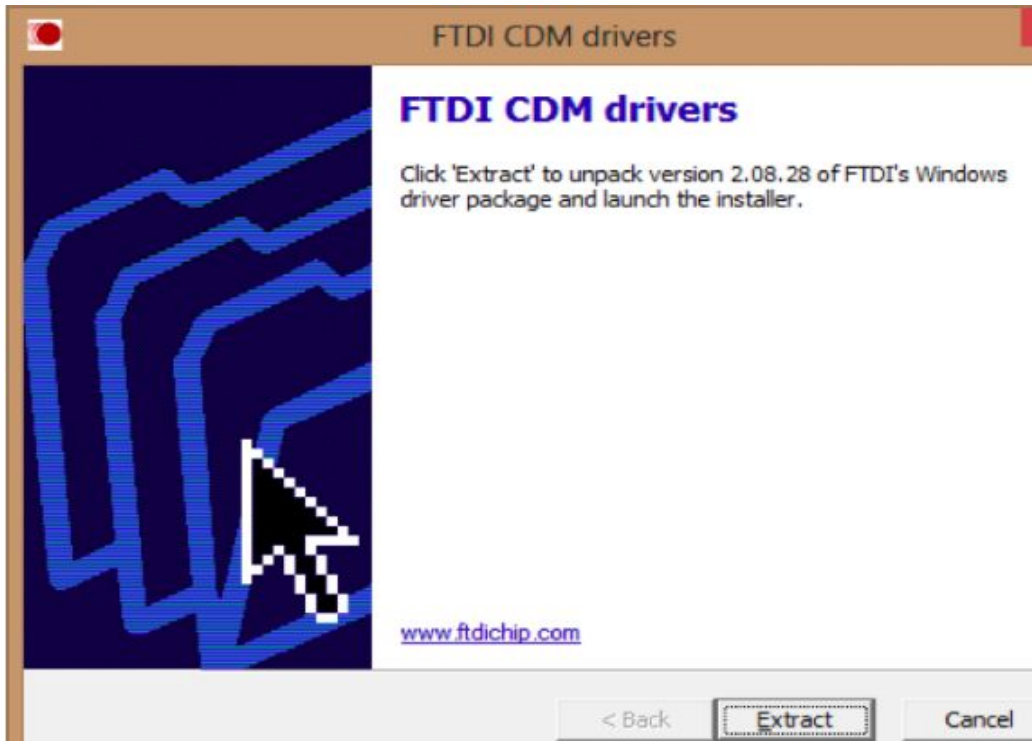 FTDI CDM drivers
FTDI CDM drivers
Click 'Extract' to unpack version 2.08.28 of FTDI's Windows
driver package and launch the installer.
www.ftdichip.com
< Back Extract Cancel